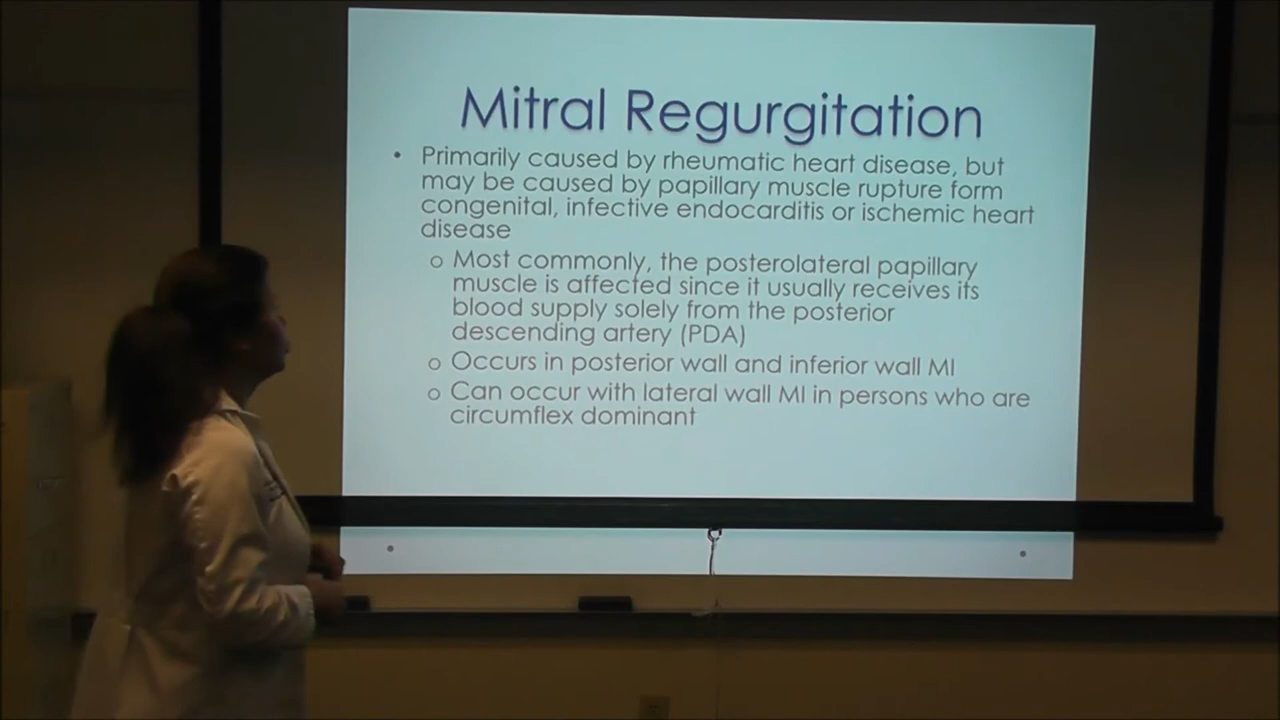 Mitral Regurgitation
• Primarily caused by rheumatic heart disease, but
may be caused by papillary muscle rupture form
congenital, infective endocarditis or ischemic heart
disease
o Most commonly, the posterolateral papillary
muscle is affected since it usually receives its
blood supply solely from the posterior
descending artery (PDA)
o Occurs in posterior wall and inferior wall MI
o Can occur with lateral wall MI in persons who are
circumflex dominant